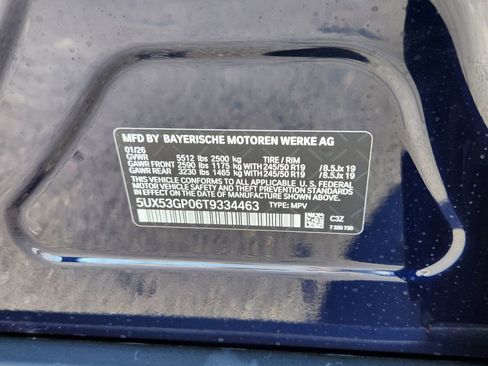 MFD BY BAYERISCHE MOTOREN WERKE AG
01/26
GVWR 5512 lbs 2500 kg TIRE / RIM
GAWR FRONT 2590 lbs 1175 kg WITH 245/50 R19 / 8.5Jx 19
GAWR REAR 3230 lbs 1465 kg WITH 245/50 R19 / 8.5Jx 19
THIS VEHICLE CONFORMS TO ALL APPLICABLE U.S. FEDERAL MOTOR
VEHICLE SAFETY STANDARDS IN EFFECT ON THE DATE OF
MANUFACTURE SHOWN ABOVE.
5UX53GP06T9334463 TYPE: MPV
C3Z
7 320 730